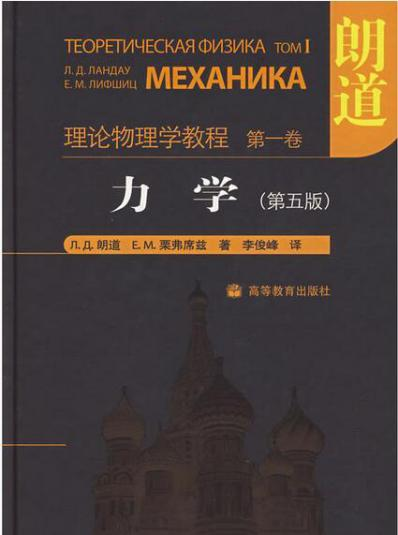 朗道
ТЕОРЕТИЧЕСКАЯ ФИЗИКА ТОМ I
Л. Д. ЛАНДАУ
Е. М. ЛИФШИЦ
МЕХАНИКА
理论物理学教程 第一卷
力 学 (第五版)
Л. Д. 朗道 Е. М. 栗弗席兹 著 李俊峰 译
高等教育出版社